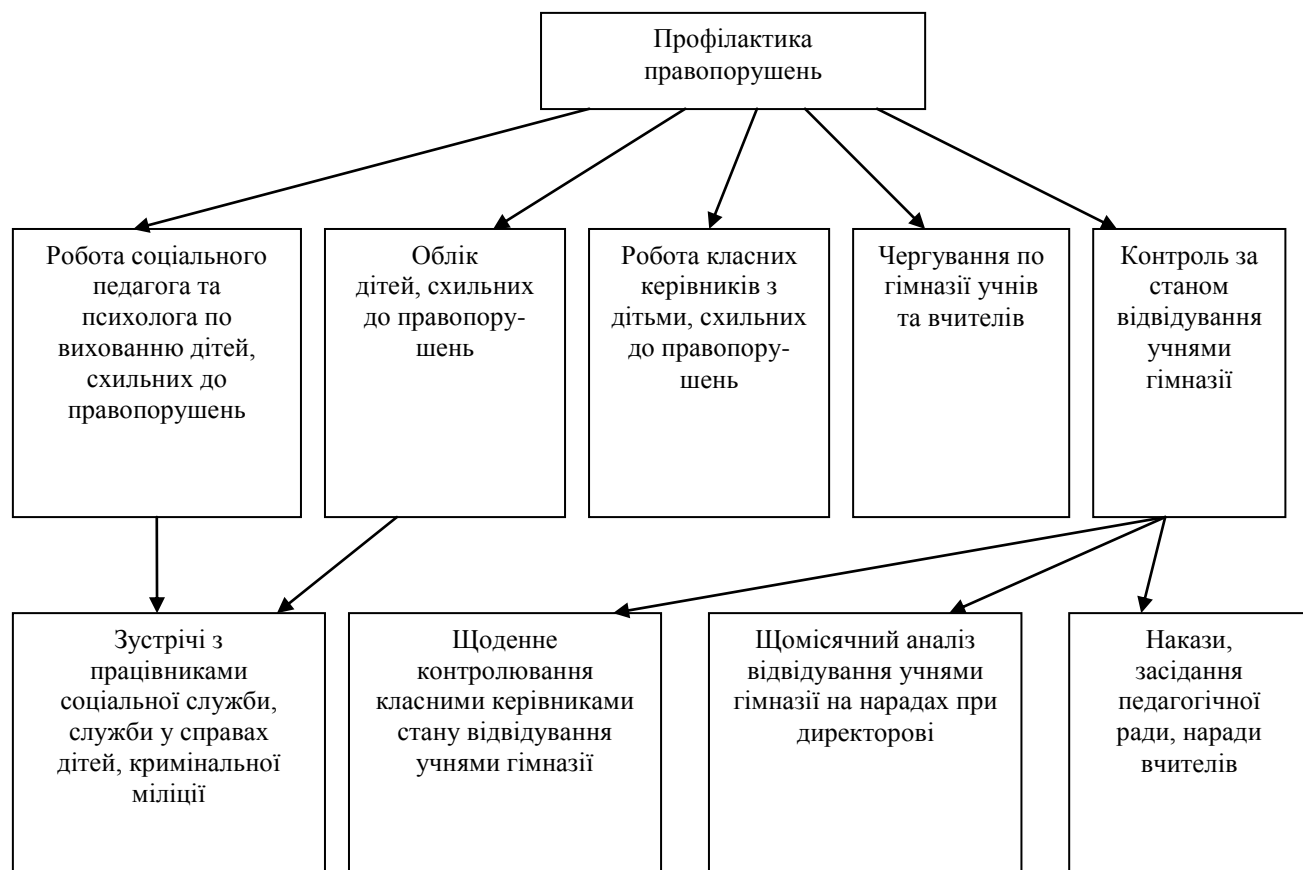 Профілактика
правопорушень
Робота соціального
педагога та
психолога по
вихованню дітей,
схильних до
правопорушень
Облік
дітей, схильних
до правопору-
шень
Робота класних
керівників з
дітьми, схильних
до правопору-
шень
Чергування по
гімназії учнів
та вчителів
Контроль за
станом
відвідування
учнями
гімназії
Зустрічі з
працівниками
соціальної служби,
служби у справах
дітей, кримінальної
міліції
Щоденне
контролювання
класними керівниками
стану відвідування
учнями гімназії
Щомісячний аналіз
відвідування учнями
гімназії на нарадах при
директорові
Накази,
засідання
педагогічної
ради, наради
вчителів